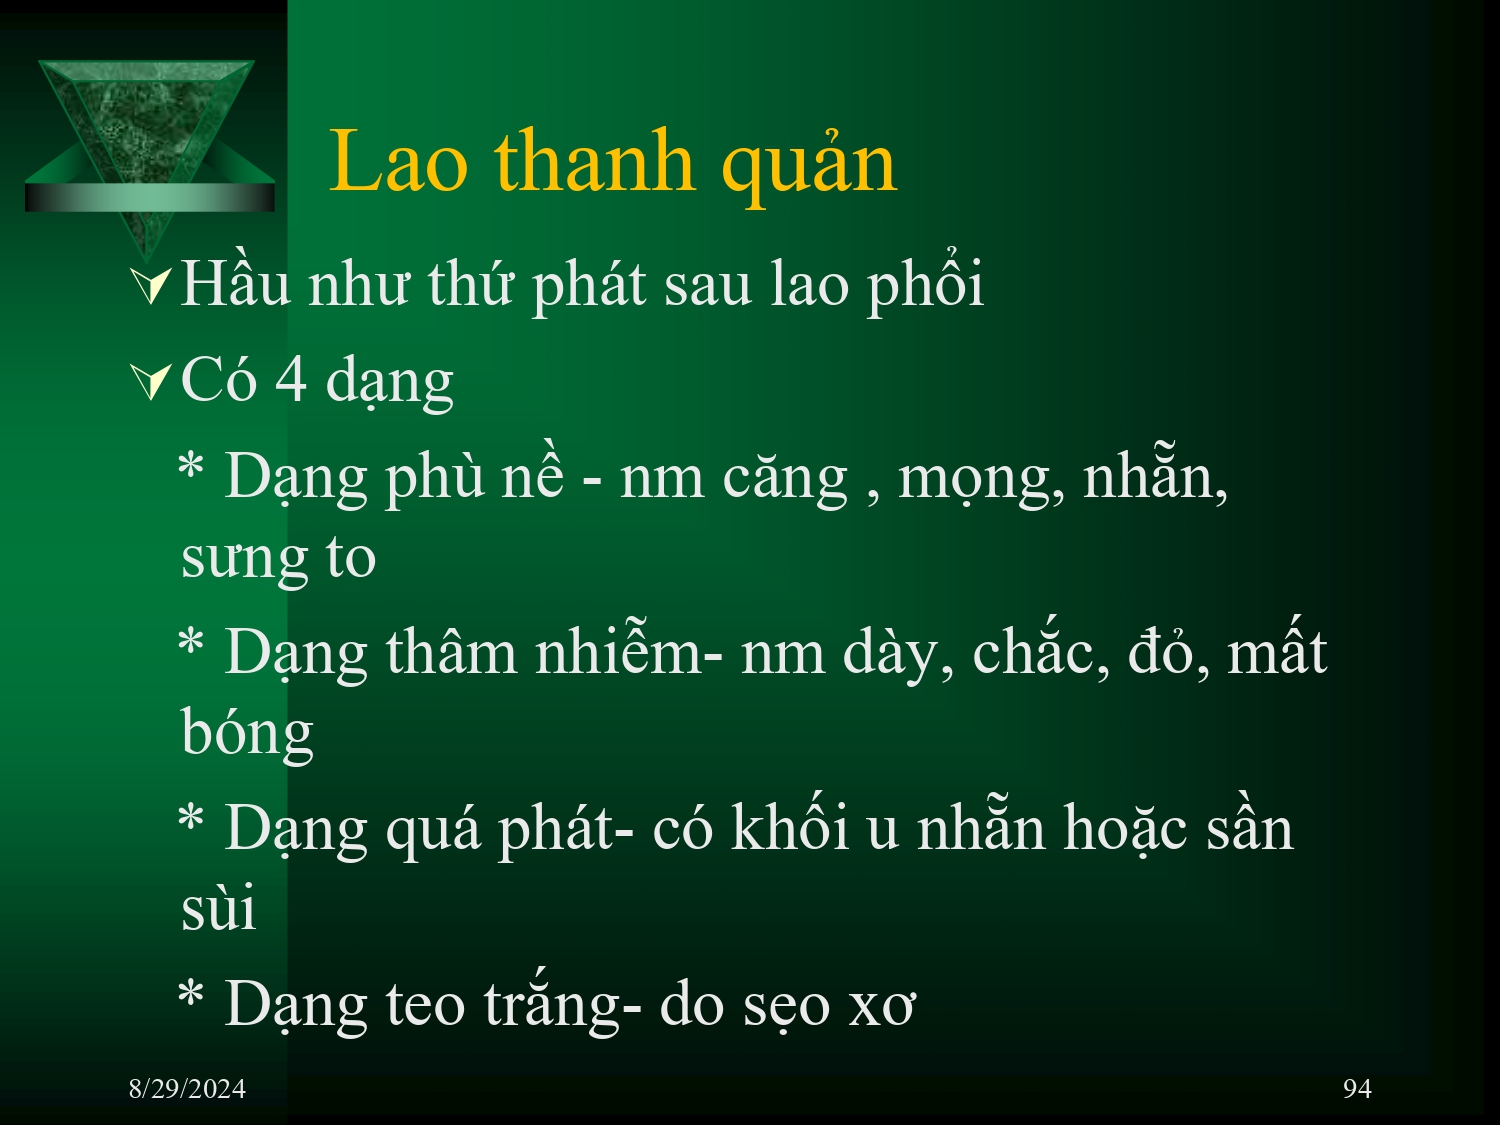 Lao thanh quản
Hầu như thứ phát sau lao phổi
Có 4 dạng
* Dạng phù nề - nm căng , mọng, nhẵn,
sưng to
* Dạng thâm nhiễm- nm dày, chắc, đỏ, mất
bóng
* Dạng quá phát- có khối u nhẵn hoặc sần
sùi
* Dạng teo trắng- do sẹo xơ
8/29/2024
94